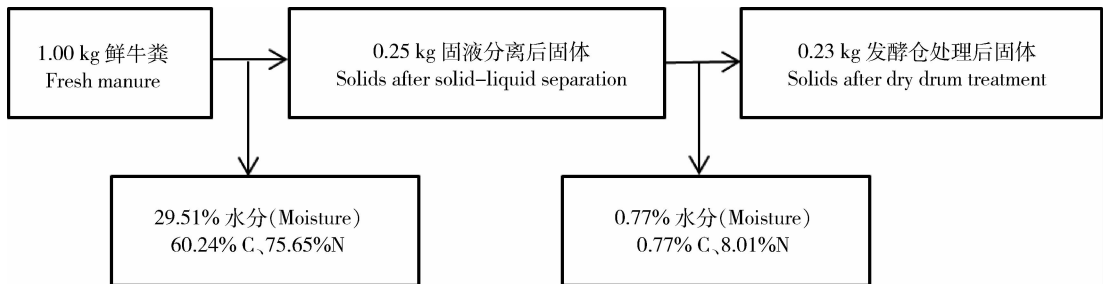 1.00 kg 鲜牛粪
Fresh manure
0.25 kg 固液分离后固体
Solids after solid-liquid separation
0.23 kg 发酵仓处理后固体
Solids after dry drum treatment
29.51% 水分(Moisture)
60.24% C、75.65%N
0.77% 水分(Moisture)
0.77% C、8.01%N